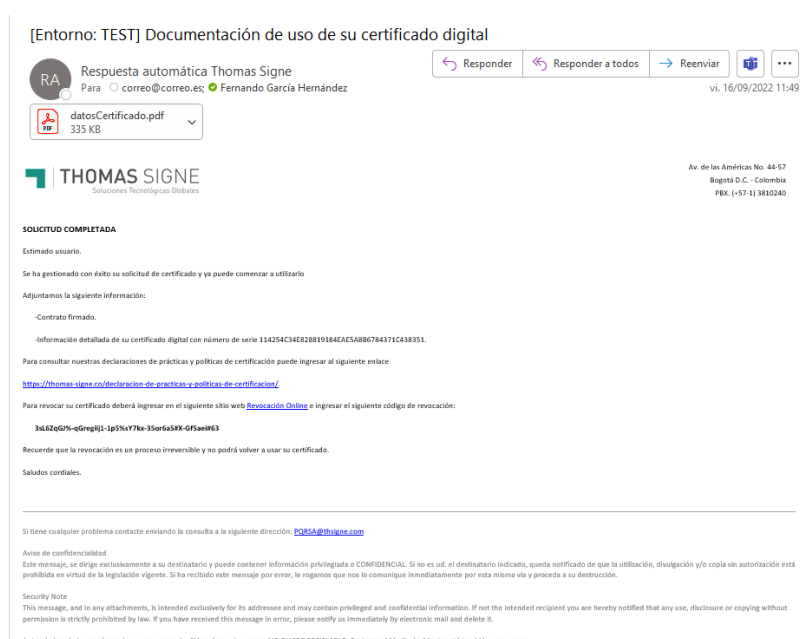 [Entorno: TEST] Documentación de uso de su certificado digital
RA
Respuesta automática Thomas Signe
Para correo@correo.es; Fernando García Hernández
Responder
Responder a todos
Reenviar
vi. 16/09/2022 11:49
PDF
datosCertificado.pdf
335 KB
THOMAS SIGNE
Soluciones Tecnológicas Globales
Av. de las Américas No. 44-57
Bogotá D.C. - Colombia
PBX. (+57-1) 3810240
SOLICITUD COMPLETADA
Estimado usuario.
Se ha gestionado con éxito su solicitud de certificado y ya puede comenzar a utilizarlo
Adjuntamos la siguiente información:
-Contrato firmado.
-Información detallada de su certificado digital con número de serie 114254C34E828819184EAE5A8B6784371C438351.
Para consultar nuestras declaraciones de prácticas y políticas de certificación puede ingresar al siguiente enlace
https://thomas-signe.co/declaracion-de-practicas-y-politicas-de-certificacion/
Para revocar su certificado deberá ingresar en el siguiente sitio web Revocación Online e ingresar el siguiente código de revocación:
3sL6ZqGJ%-qGregiij1-1p5%sY7kx-35or6a5#X-Gf5aei#63
Recuerde que la revocación es un proceso irreversible y no podrá volver a usar su certificado.
Saludos cordiales.
Si tiene cualquier problema contacte enviando la consulta a la siguiente dirección: PQRSA@thsigne.com
Aviso de confidencialidad
Este mensaje, se dirige exclusivamente a su destinatario y puede contener información privilegiada o CONFIDENCIAL. Si no es ud. el destinatario indicado, queda notificado de que la utilización, divulgación y/o copia sin autorización está
prohibida en virtud de la legislación vigente. Si ha recibido este mensaje por error, le rogamos que nos lo comunique inmediatamente por esta misma vía y proceda a su destrucción.
Security Note
This message, and in any attachments, is intended exclusively for its addressee and may contain privileged and confidential information. If not the intended recipient you are hereby notified that any use, disclosure or copying without
permission is strictly prohibited by law. If you have received this message in error, please notify us immediately by electronic mail and delete it.